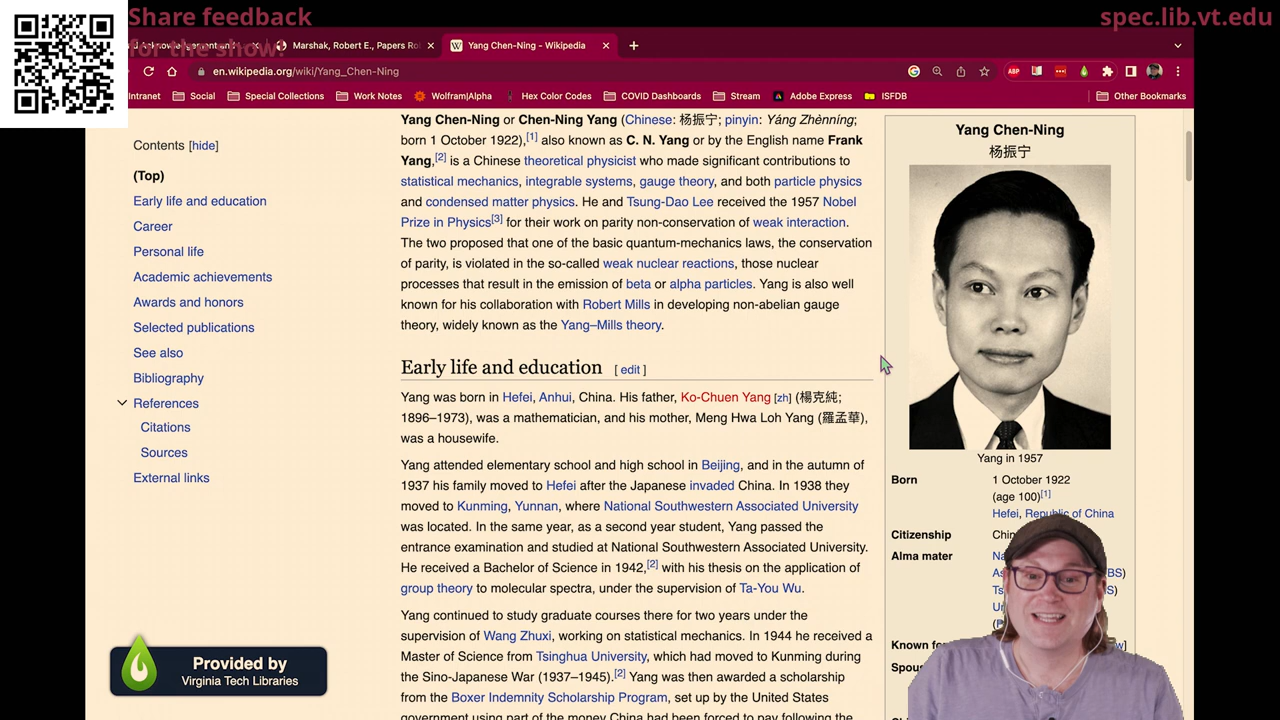 Share feedback
for the show!
spec.lib.vt.edu
Marshak, Robert E., Papers Ro
Yang Chen-Ning - Wikipedia
en.wikipedia.org/wiki/Yang_Chen-Ning
ABP
Intranet
Social
Special Collections
Work Notes
Wolfram|Alpha
Hex Color Codes
COVID Dashboards
Stream
Adobe Express
ISFDB
Other Bookmarks
Contents [hide]
(Top)
Early life and education
Career
Personal life
Academic achievements
Awards and honors
Selected publications
See also
Bibliography
References
Citations
Sources
External links
Yang Chen-Ning or Chen-Ning Yang (Chinese: 杨振宁; pinyin: Yáng Zhènníng;
born 1 October 1922),[1] also known as C. N. Yang or by the English name Frank
Yang,[2] is a Chinese theoretical physicist who made significant contributions to
statistical mechanics, integrable systems, gauge theory, and both particle physics
and condensed matter physics. He and Tsung-Dao Lee received the 1957 Nobel
Prize in Physics[3] for their work on parity non-conservation of weak interaction.
The two proposed that one of the basic quantum-mechanics laws, the conservation
of parity, is violated in the so-called weak nuclear reactions, those nuclear
processes that result in the emission of beta or alpha particles. Yang is also well
known for his collaboration with Robert Mills in developing non-abelian gauge
theory, widely known as the Yang–Mills theory.
Early life and education [ edit ]
Yang was born in Hefei, Anhui, China. His father, Ko-Chuen Yang [zh] (楊克純;
1896–1973), was a mathematician, and his mother, Meng Hwa Loh Yang (羅孟華),
was a housewife.
Yang attended elementary school and high school in Beijing, and in the autumn of
1937 his family moved to Hefei after the Japanese invaded China. In 1938 they
moved to Kunming, Yunnan, where National Southwestern Associated University
was located. In the same year, as a second year student, Yang passed the
entrance examination and studied at National Southwestern Associated University.
He received a Bachelor of Science in 1942,[2] with his thesis on the application of
group theory to molecular spectra, under the supervision of Ta-You Wu.
Yang continued to study graduate courses there for two years under the
supervision of Wang Zhuxi, working on statistical mechanics. In 1944 he received a
Master of Science from Tsinghua University, which had moved to Kunming during
the Sino-Japanese War (1937–1945).[2] Yang was then awarded a scholarship
from the Boxer Indemnity Scholarship Program, set up by the United States
government using part of the money China had been forced to pay following the
Yang Chen-Ning
杨振宁
Yang in 1957
Born 1 October 1922
(age 100)[1]
Hefei, Republic of China
Citizenship
Alma mater
BS)
S)
Known fo
Spous
Provided by
Virginia Tech Libraries